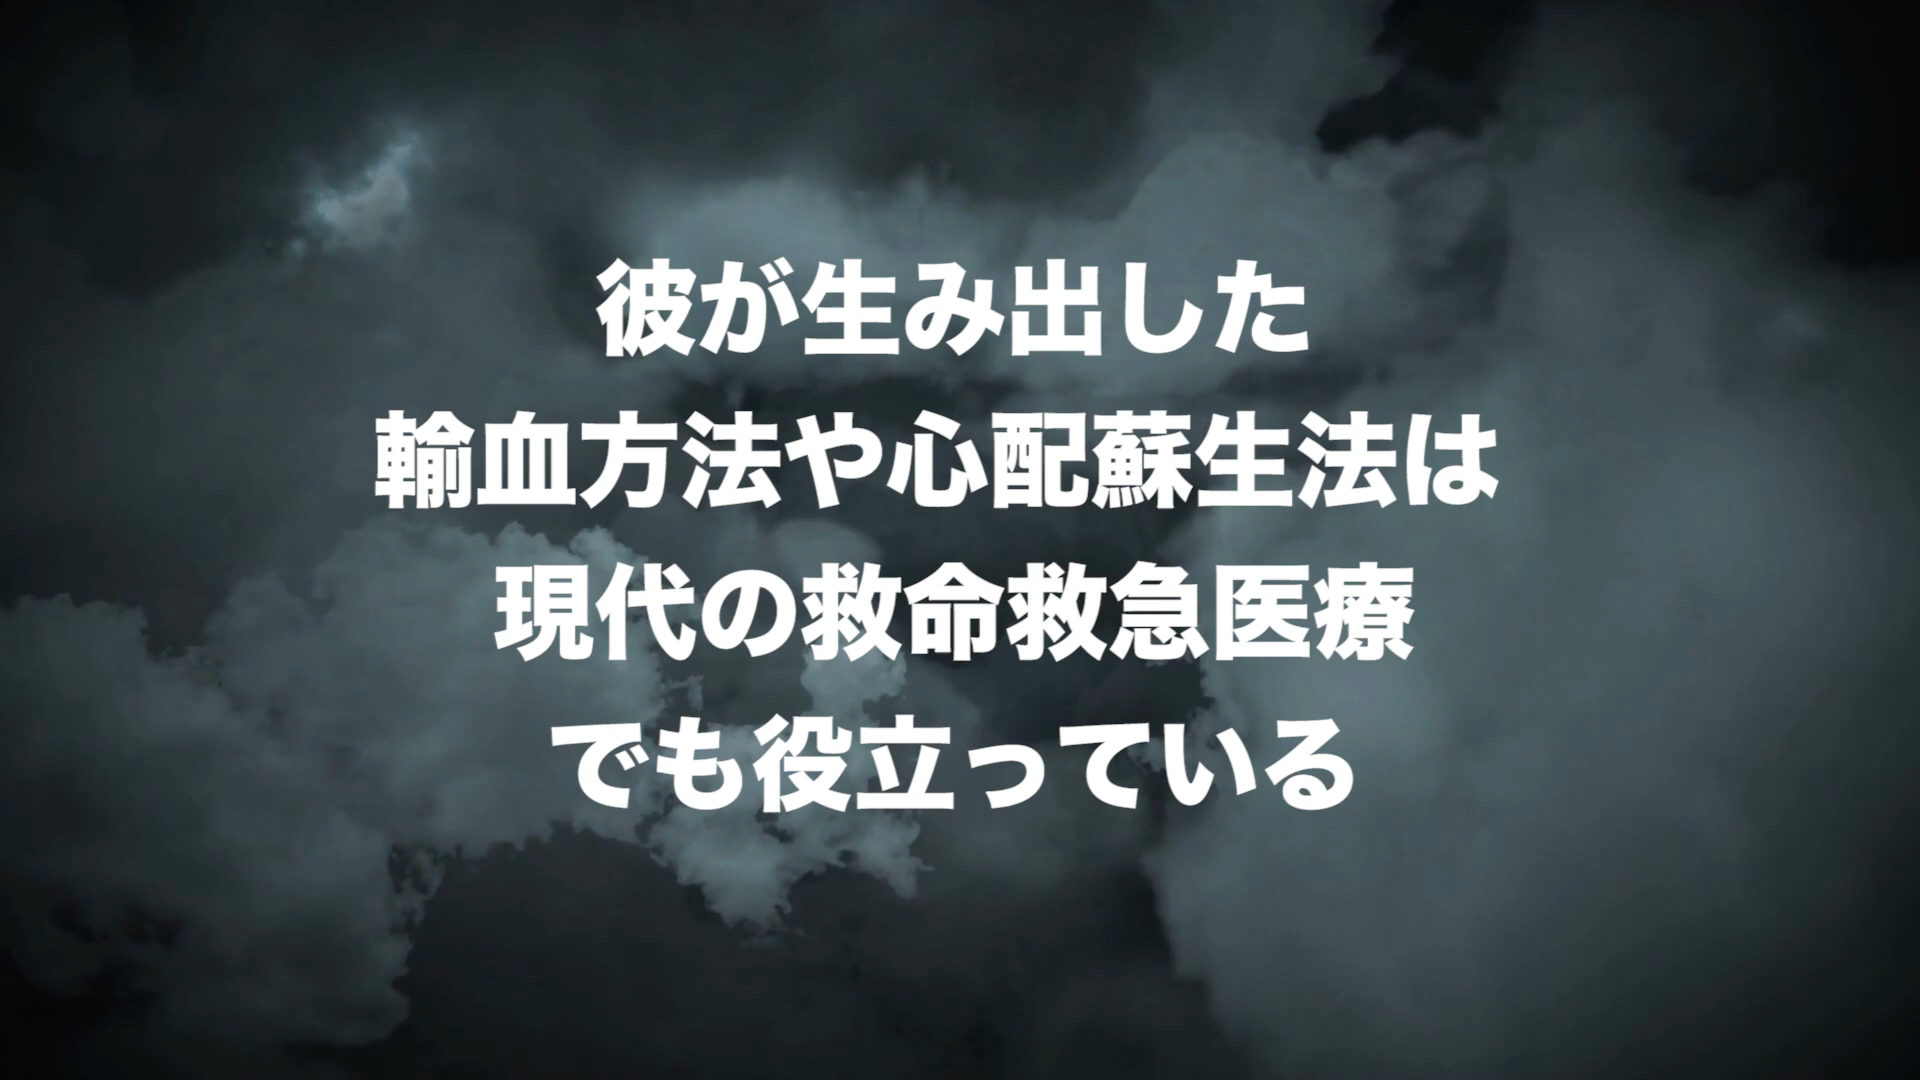 彼が生み出した
輸血方法や心配蘇生法は
現代の救命救急医療
でも役立っている